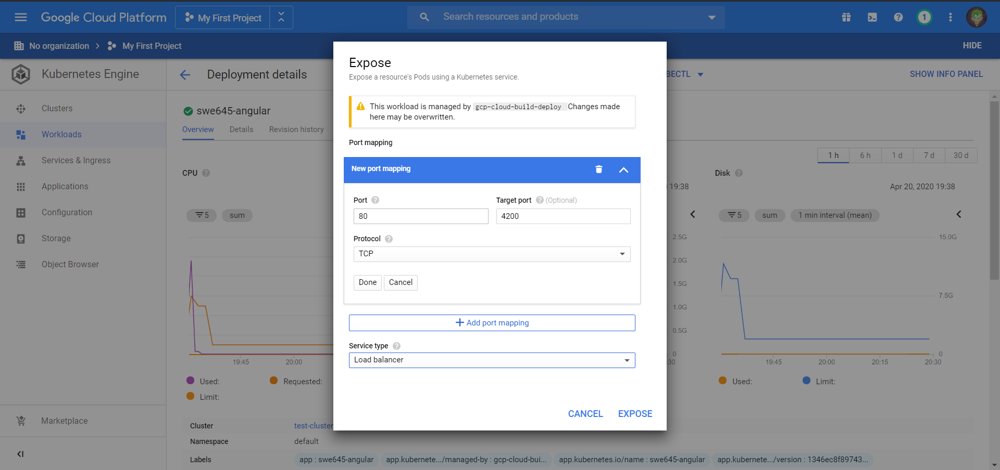 Google Cloud Platform My First Project Search resources and products 1
No organization My First Project HIDE
Kubernetes Engine
Clusters
Workloads
Services & Ingress
Applications
Configuration
Storage
Object Browser
Marketplace
Deployment details SHOW INFO PANEL
swe645-angular
Overview Details Revision history
1 h 6 h 1 d 7 d 30 d
CPU
5 sum
19:45 20:00
Used: Requested:
Limit:
Expose
Expose a resource's Pods using a Kubernetes service.
This workload is managed by gcp-cloud-build-deploy Changes made
here may be overwritten.
Port mapping
New port mapping
Port Target port (Optional)
80 4200
Protocol
TCP
Done Cancel
Add port mapping
Service type
Load balancer
CANCEL EXPOSE
19:38
2.5G
2.0G
1.5G
1.0G
0.5G
0
:30
Disk
Apr 20, 2020 19:38
5 sum 1 min interval (mean)
15.0G
7.5G
0
19:45 20:00 20:15 20:30
Used: Limit:
Cluster test-cluster
Namespace default
Labels app : swe645-angular app.kubernete.../managed-by : gcp-cloud-bui... app.kubernetes.io/name : swe645-angular app.kubernete.../version : 1346ec8f89743...